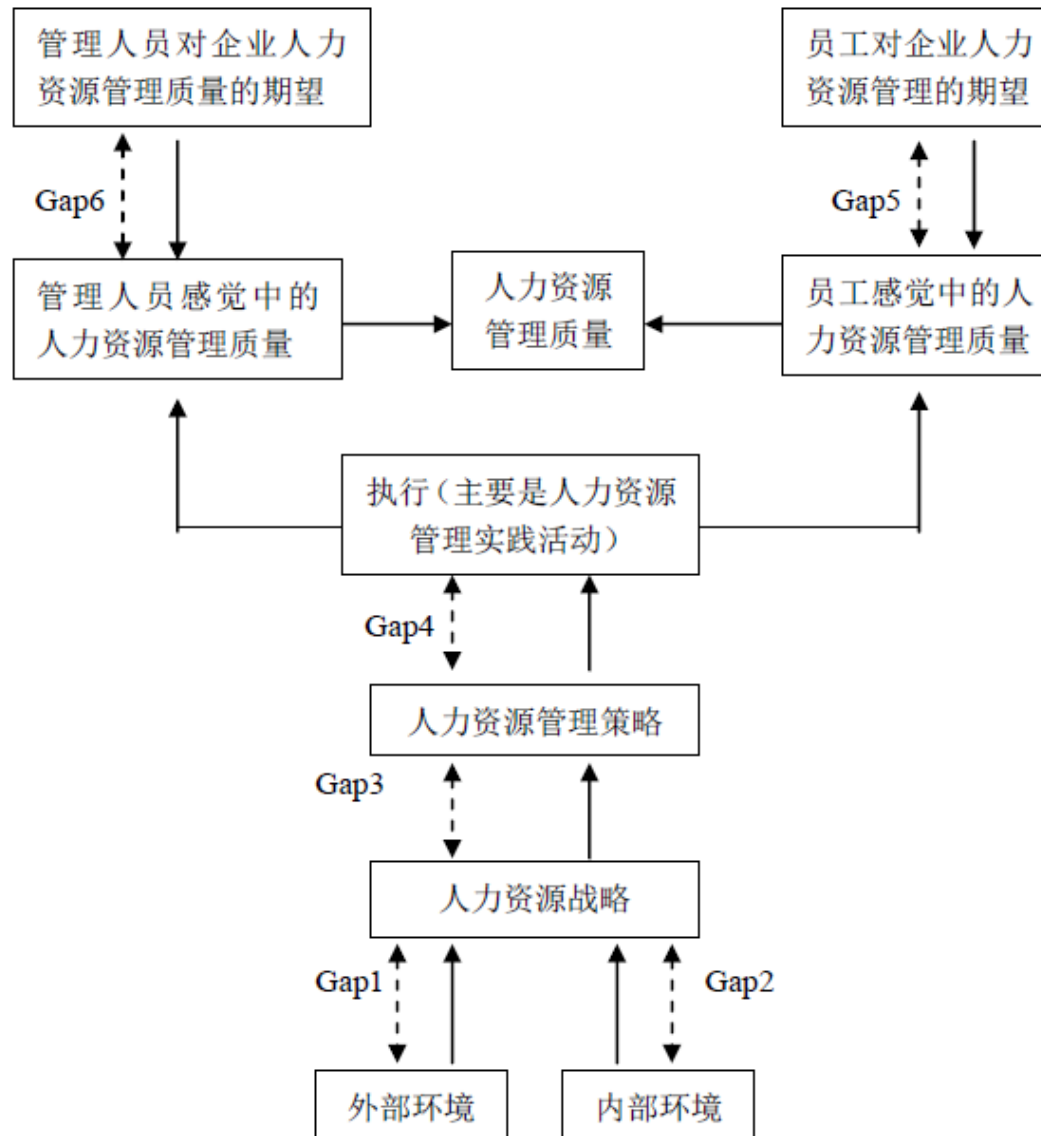 管理人员对企业人力
资源管理质量的期望
员工对企业人力
资源管理的期望
Gap6
Gap5
管理人员感觉中的
人力资源管理质量
人力资源
管理质量
员工感觉中的人
力资源管理质量
执行（主要是人力资源
管理实践活动）
Gap4
人力资源管理策略
Gap3
人力资源战略
Gap1
Gap2
外部环境
内部环境